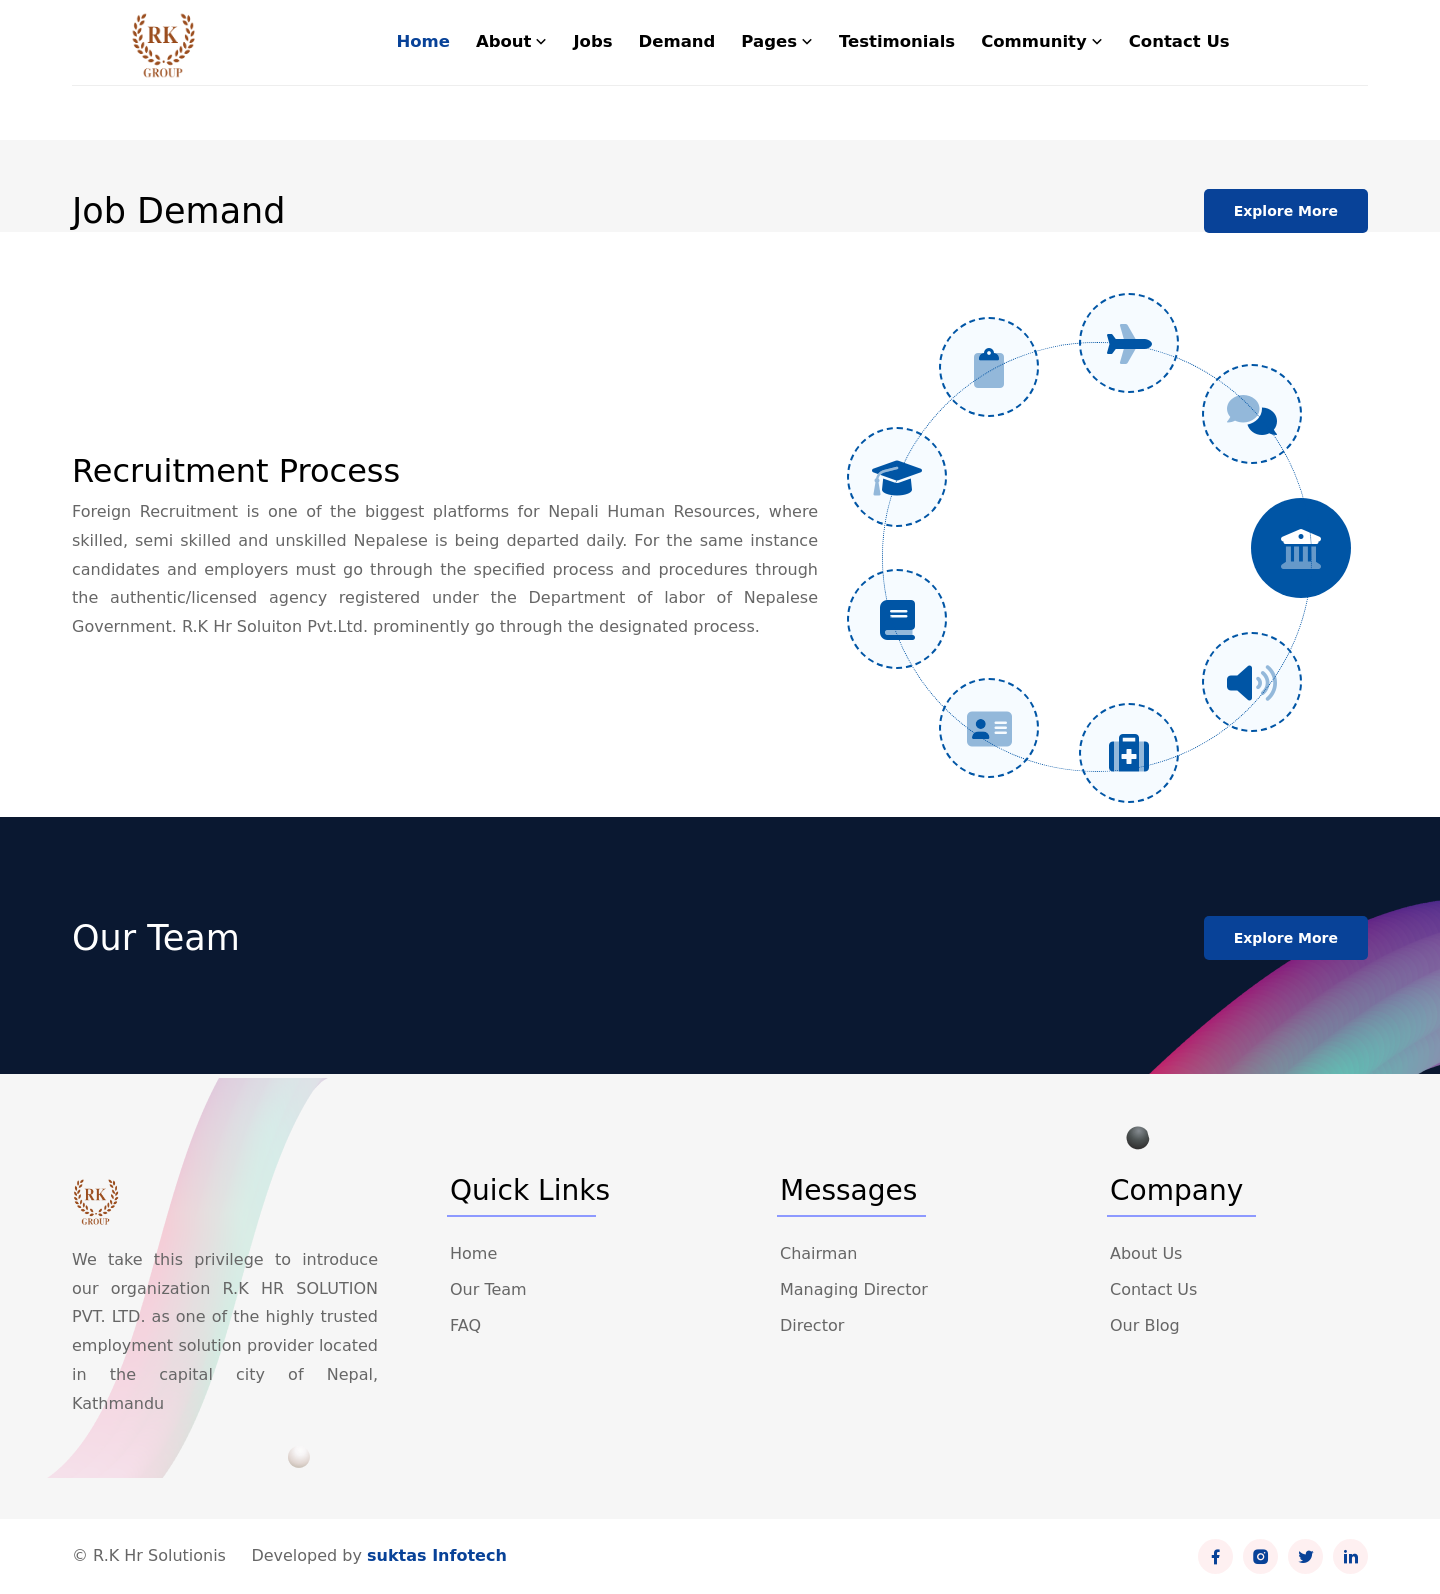 RK
GROUP
Home About Jobs Demand Pages Testimonials Community Contact Us
Job Demand
Explore More
Recruitment Process
Foreign Recruitment is one of the biggest platforms for Nepali Human Resources, where
skilled, semi skilled and unskilled Nepalese is being departed daily. For the same instance
candidates and employers must go through the specified process and procedures through
the authentic/licensed agency registered under the Department of labor of Nepalese
Government. R.K Hr Soluiton Pvt.Ltd. prominently go through the designated process.
Our Team
Explore More
RK
GROUP
We take this privilege to introduce
our organization R.K HR SOLUTION
PVT. LTD. as one of the highly trusted
employment solution provider located
in the capital city of Nepal,
Kathmandu
Quick Links
Home
Our Team
FAQ
Messages
Chairman
Managing Director
Director
Company
About Us
Contact Us
Our Blog
© R.K Hr Solutionis Developed by suktas Infotech